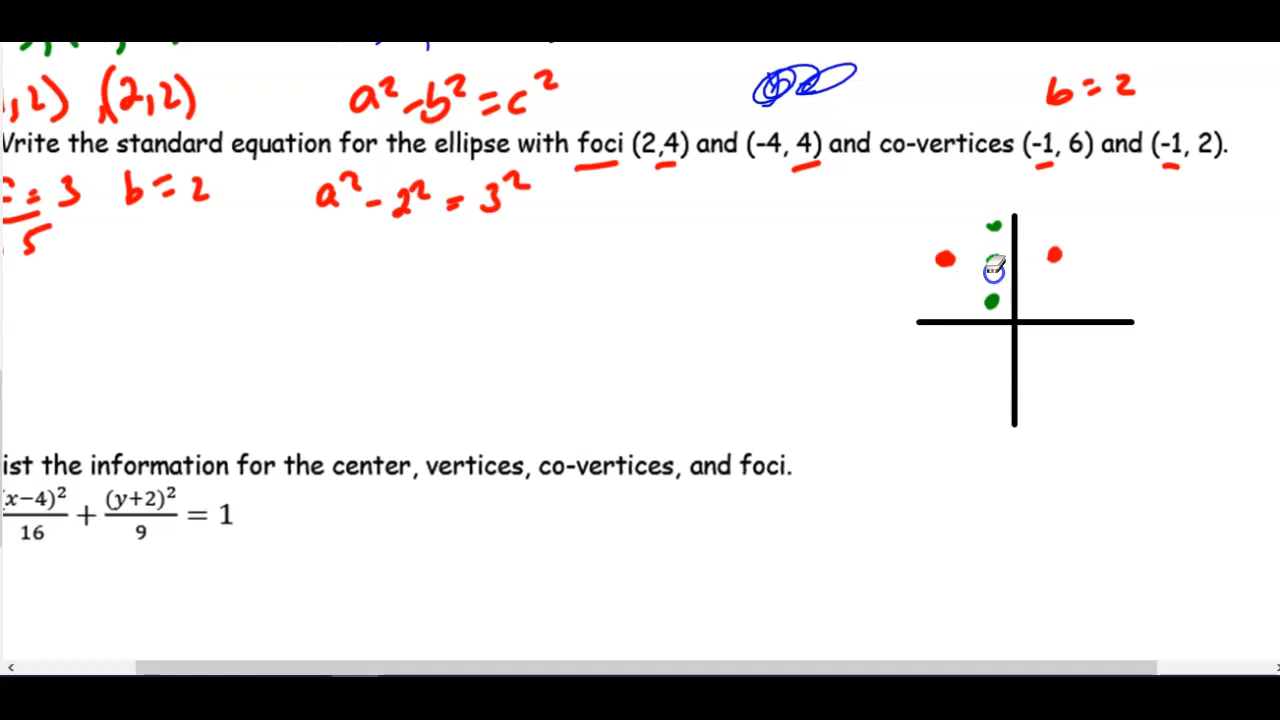 ,2) (2,2) a² - b² = c² b = 2
Write the standard equation for the ellipse with foci (2,4) and (-4, 4) and co-vertices (-1, 6) and (-1, 2).
c = 3 b = 2 a² - 2² = 3²
5
ist the information for the center, vertices, co-vertices, and foci.
(x−4)²/16 + (y+2)²/9 = 1